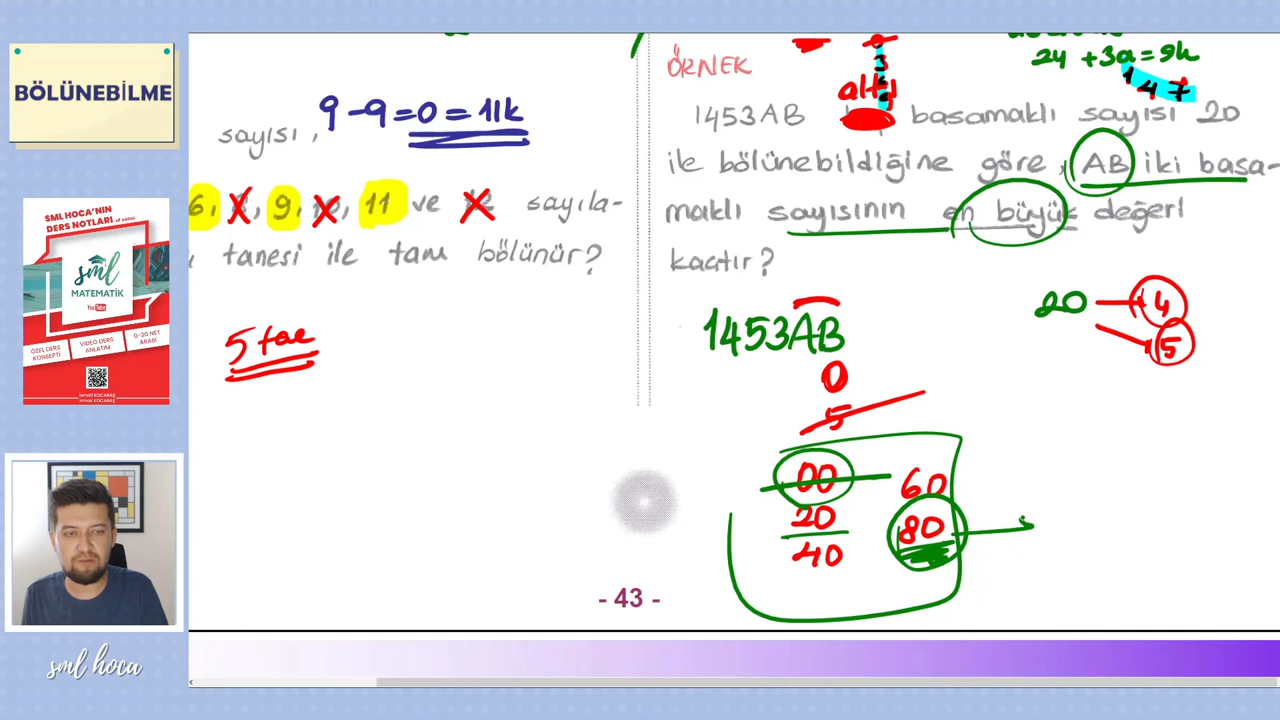 BÖLÜNEBİLME
SML HOCA'NIN
DERS NOTLARI
sml
MATEMATİK
YouTube
ÖZEL DERS
KONSEPTİ
VİDEO DERS
ANLATIM
0-20 NET
ARASI
sml hoca
9-9=0=11k
sayısı,
6, 9, 11 ve 12 sayıla-
tanesi ile tam bölünür?
5 tae
- 43 -
24 +3a=9k
1 4 7
ÖRNEK
altı
1453AB basamaklı sayısı 20
ile bölünebildiğine göre, AB iki basa-
maklı sayısının en büyük değeri
kaçtır?
1453AB
0
5
20 4
5
00 60
20 80
40